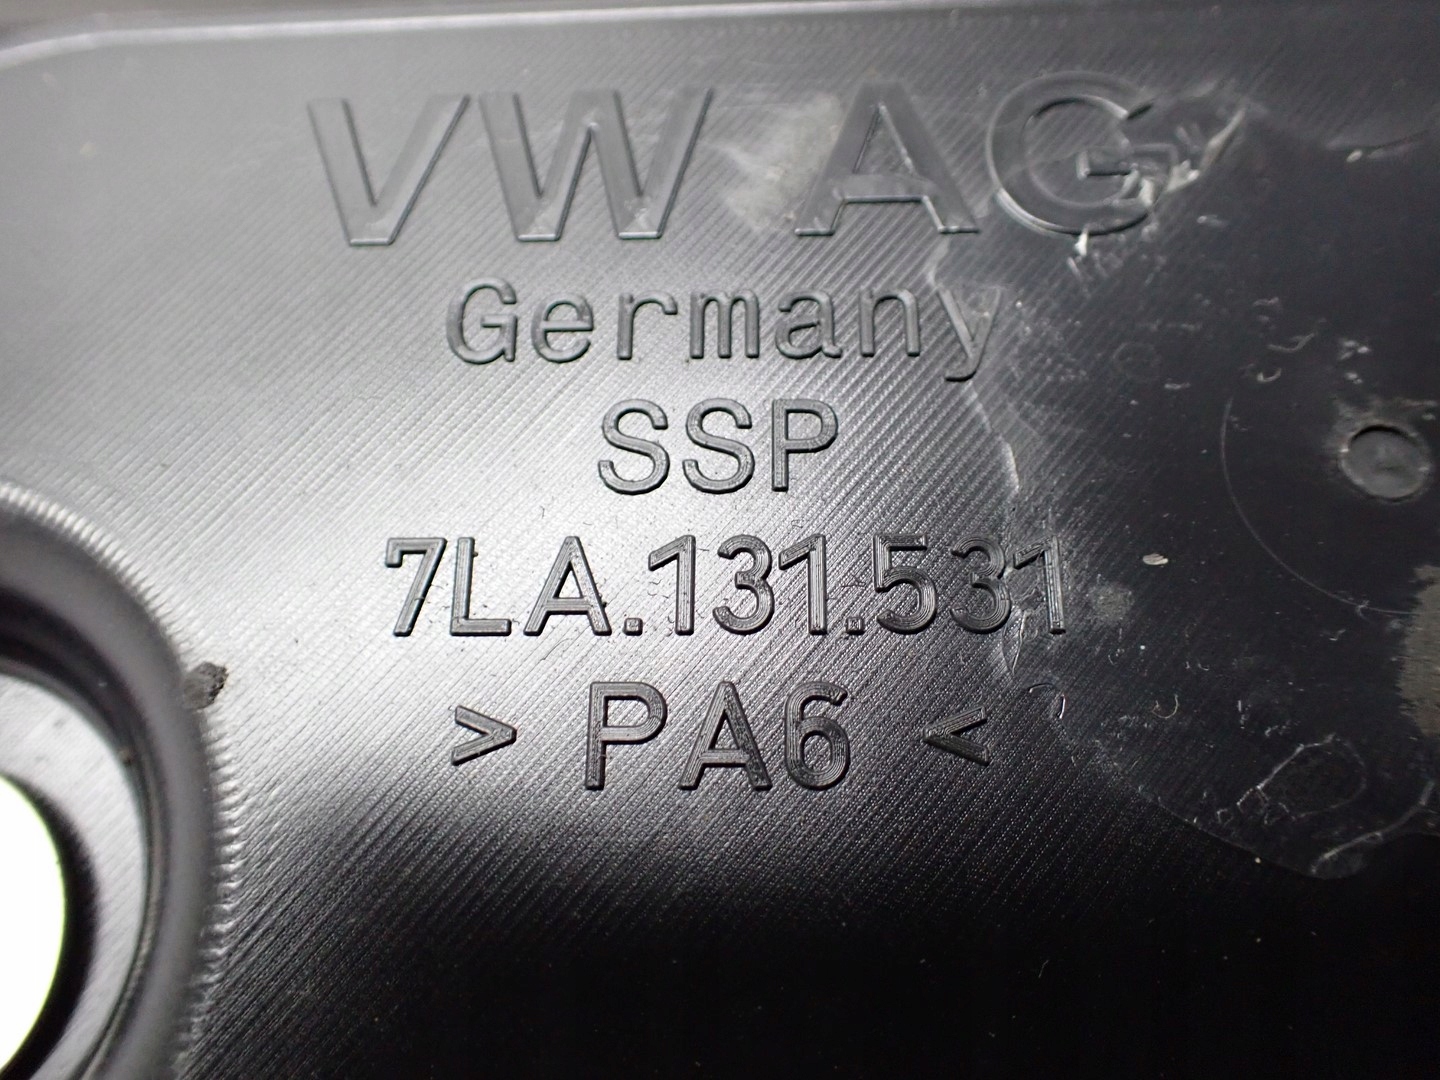 VW AG
Germany
SSP
7LA.131.531
> PA6 <